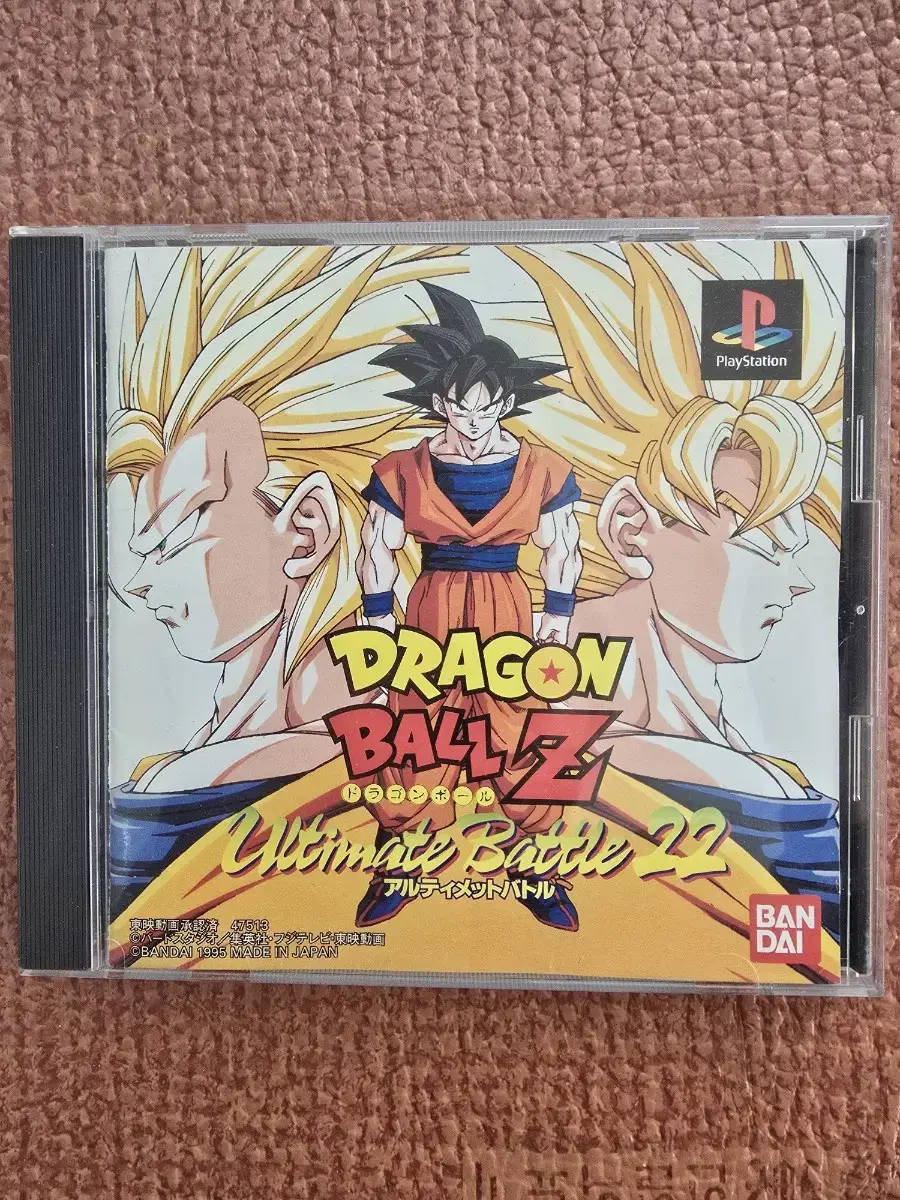 PlayStation
DRAGON
BALL Z
ドラゴンボール
Ultimate Battle 22
アルティメットバトル
東映動画承認済 47513
©バードスタジオ／集英社・フジテレビ・東映動画
©BANDAI 1995 MADE IN JAPAN
BAN
DAI